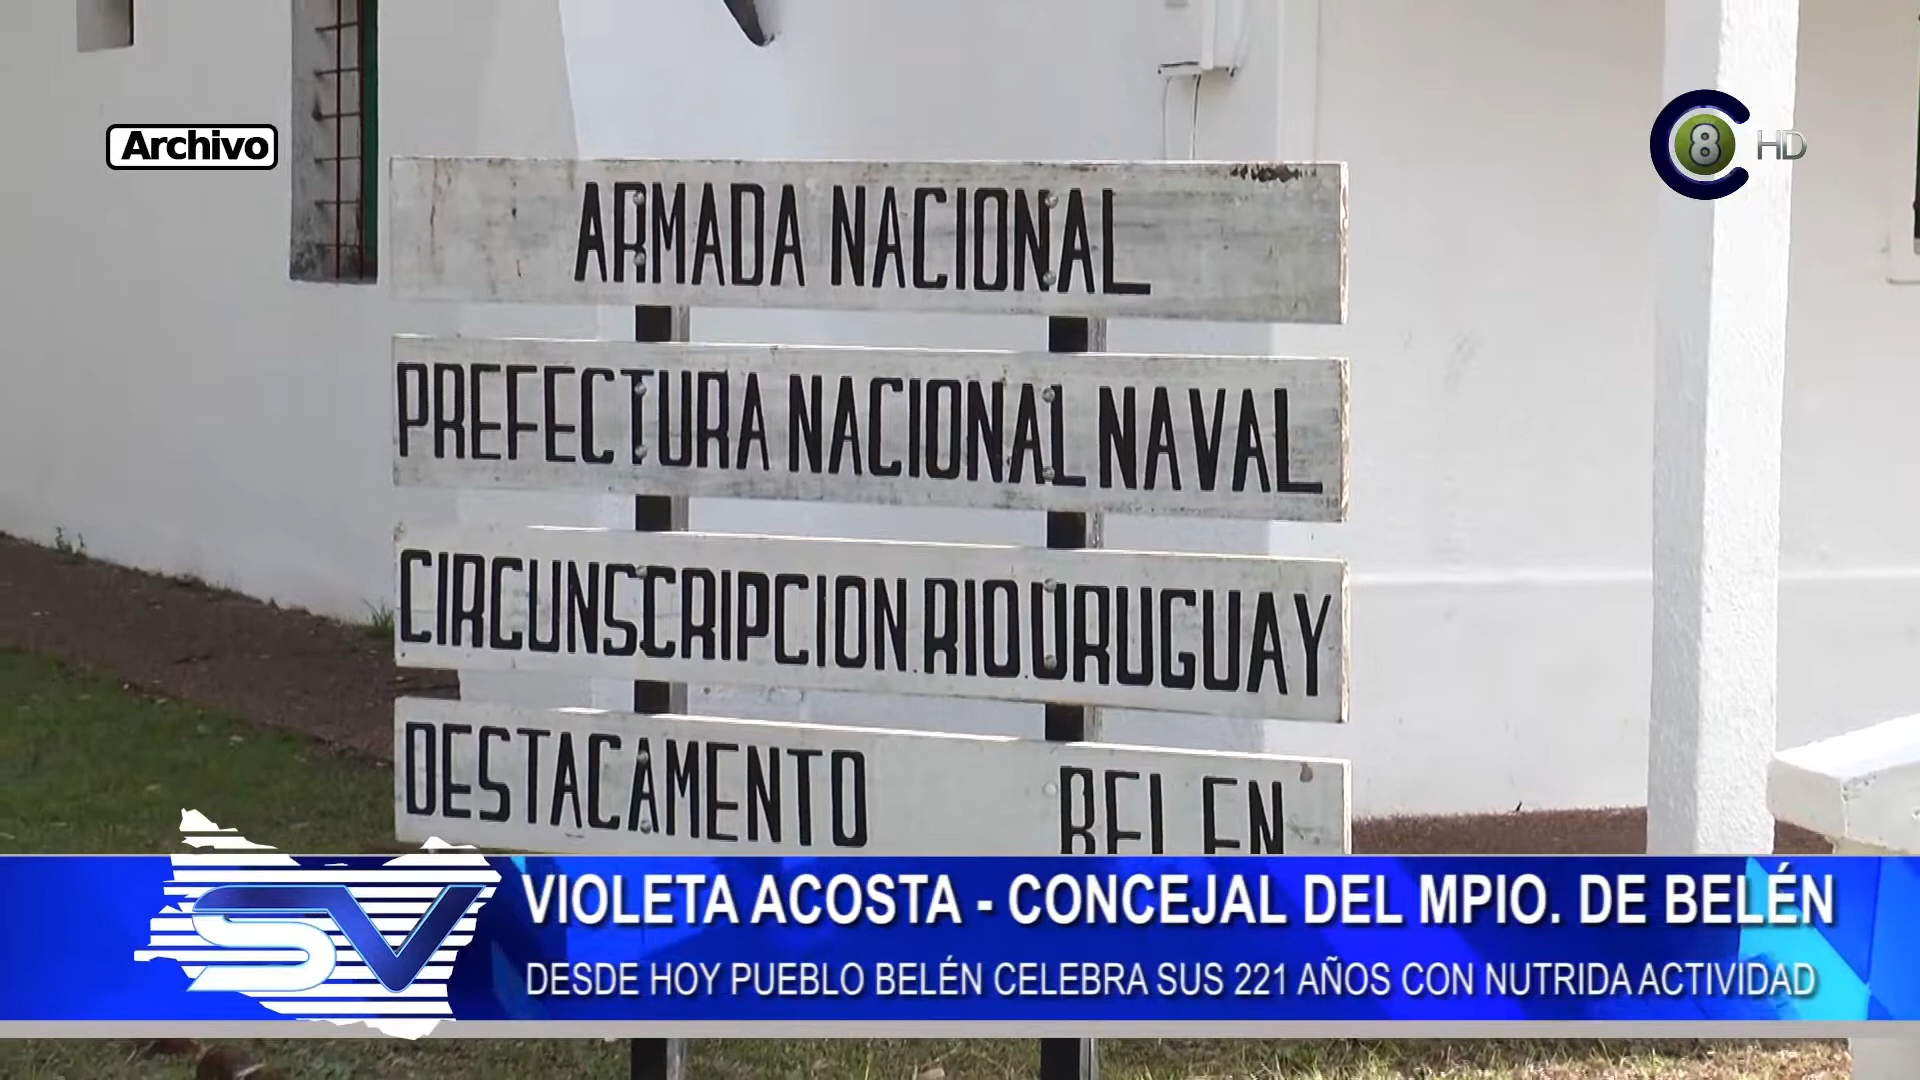 Archivo
8 HD
ARMADA NACIONAL
PREFECTURA NACIONAL NAVAL
CIRCUNSCRIPCION.RIO.URUGUAY
DESTACAMENTO BELEN
SV
VIOLETA ACOSTA - CONCEJAL DEL MPIO. DE BELÉN
DESDE HOY PUEBLO BELÉN CELEBRA SUS 221 AÑOS CON NUTRIDA ACTIVIDAD